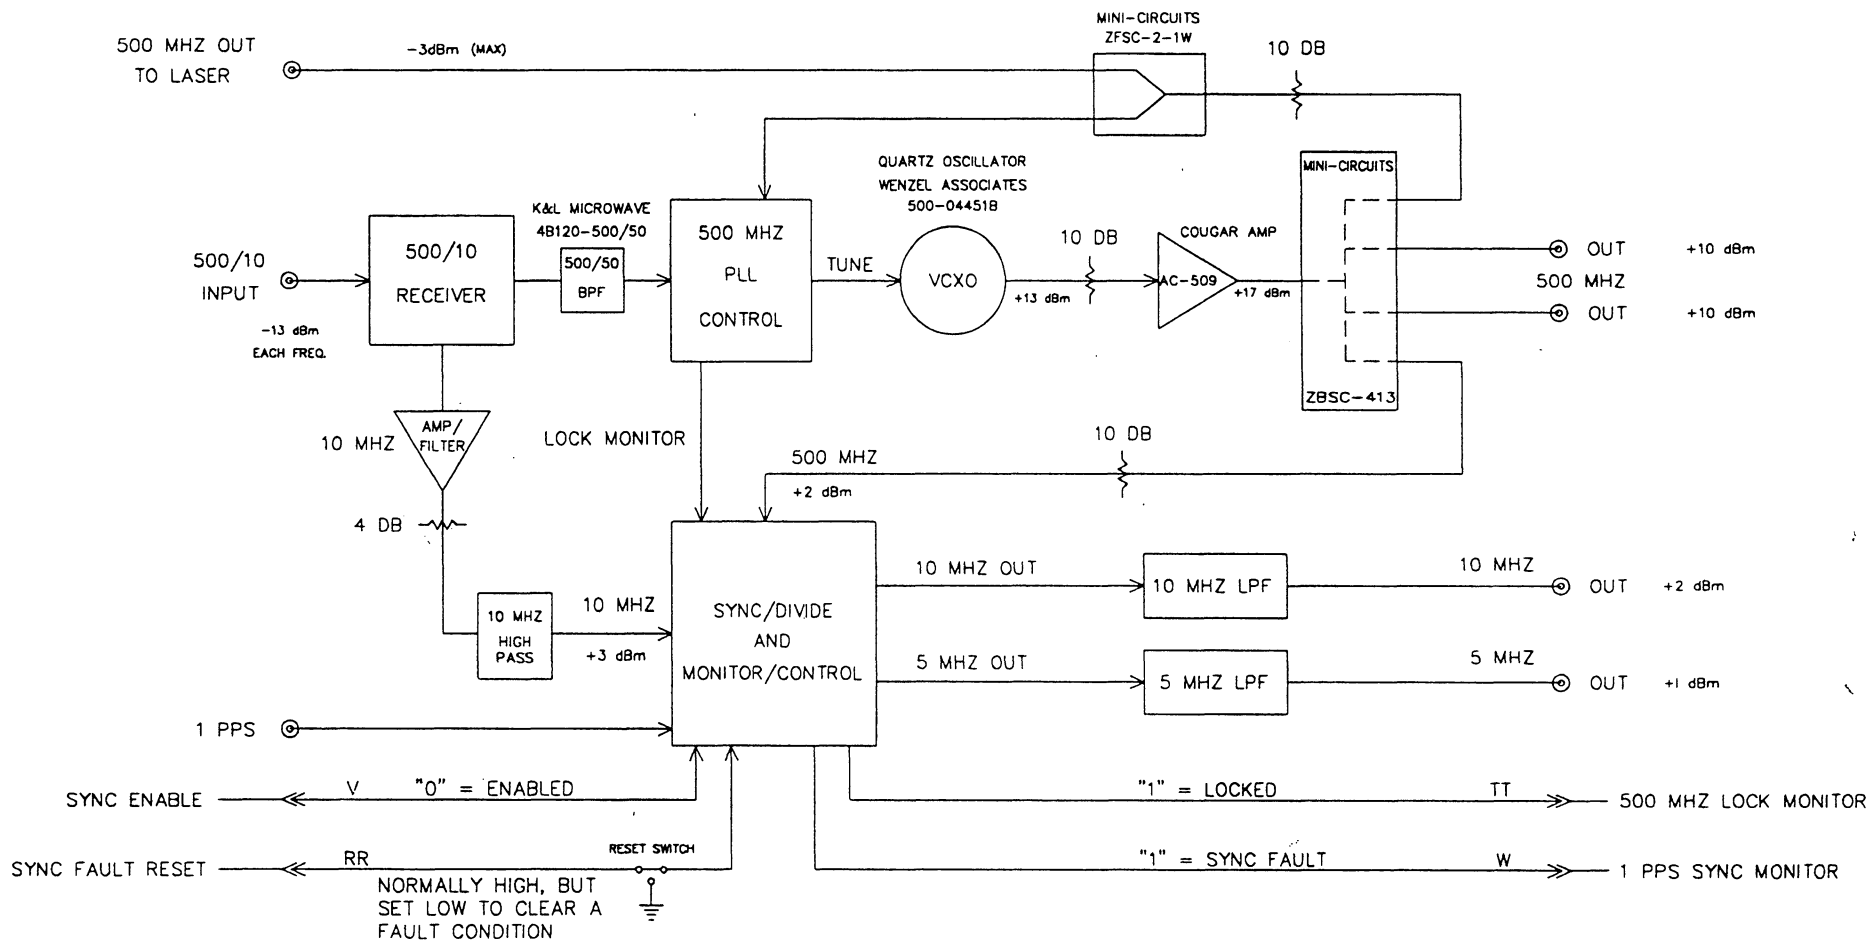 MINI-CIRCUITS
ZFSC-2-1W
500 MHZ OUT
TO LASER
-3dBm (MAX)
10 DB
MINI-CIRCUITS
QUARTZ OSCILLATOR
WENZEL ASSOCIATES
500-04451B
K&L MICROWAVE
4B120-500/50
500/10
INPUT
-13 dBm
EACH FREQ.
500/10
RECEIVER
500/50
BPF
500 MHZ
PLL
CONTROL
TUNE
VCXO
+13 dBm
10 DB
COUGAR AMP
AC-509
+17 dBm
ZBSC-413
OUT +10 dBm
500 MHZ
OUT +10 dBm
10 MHZ
AMP/
FILTER
LOCK MONITOR
10 DB
500 MHZ
+2 dBm
4 DB
10 MHZ
HIGH
PASS
10 MHZ
+3 dBm
SYNC/DIVIDE
AND
MONITOR/CONTROL
10 MHZ OUT
10 MHZ LPF
10 MHZ
OUT +2 dBm
5 MHZ OUT
5 MHZ LPF
5 MHZ
OUT +1 dBm
1 PPS
SYNC ENABLE
V
"0" = ENABLED
"1" = LOCKED
TT
500 MHZ LOCK MONITOR
SYNC FAULT RESET
RR
RESET SWITCH
"1" = SYNC FAULT
W
1 PPS SYNC MONITOR
NORMALLY HIGH, BUT
SET LOW TO CLEAR A
FAULT CONDITION